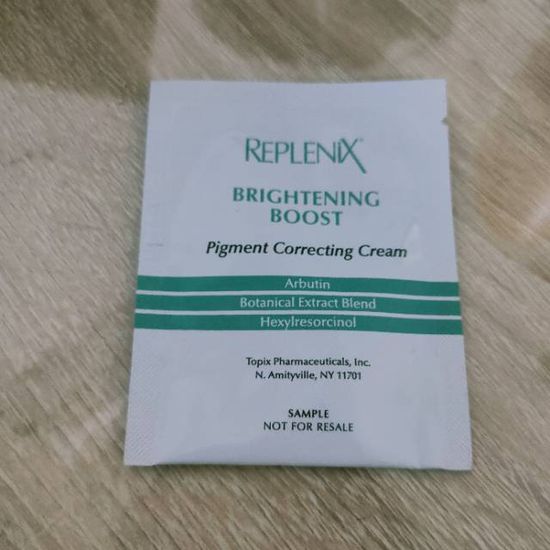 REPLENIX
BRIGHTENING
BOOST
Pigment Correcting Cream
Arbutin
Botanical Extract Blend
Hexylresorcinol
Topix Pharmaceuticals, Inc.
N. Amityville, NY 11701
SAMPLE
NOT FOR RESALE